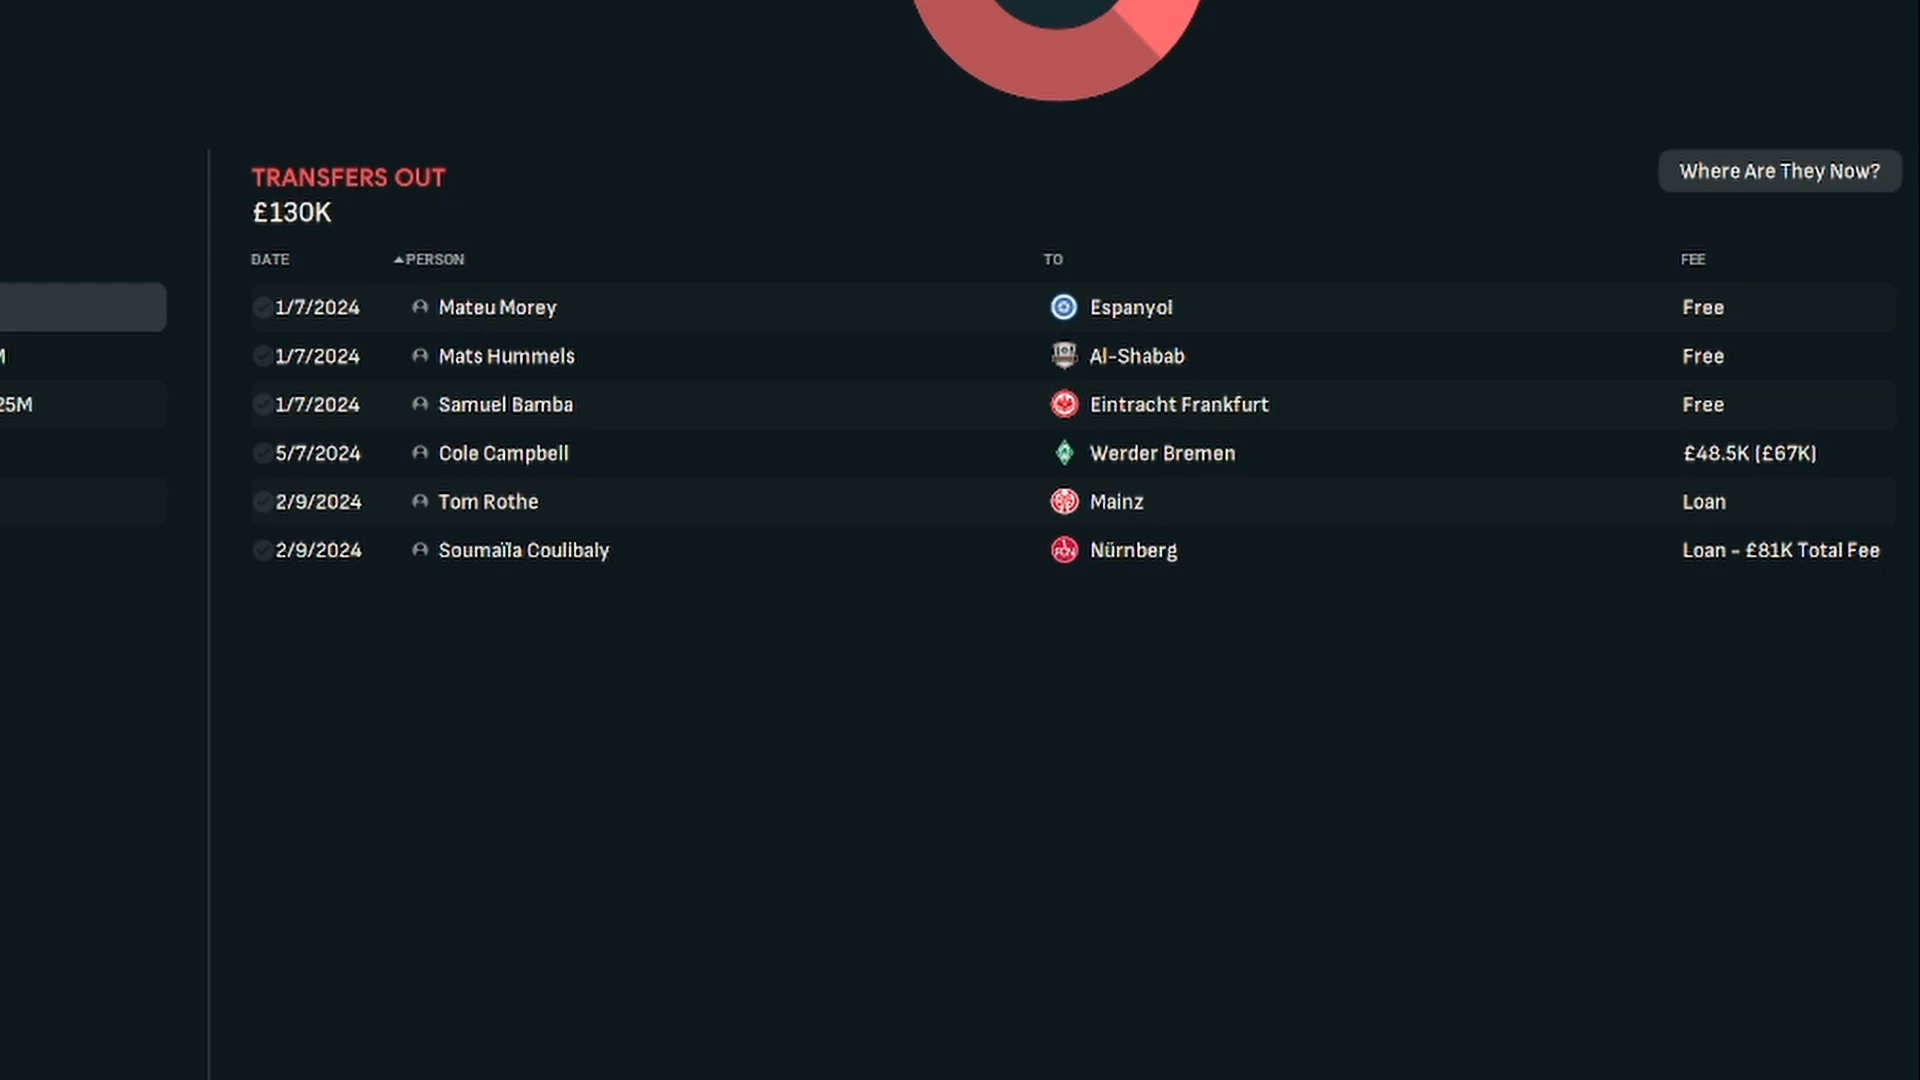 TRANSFERS OUT
Where Are They Now?
£130K
DATE PERSON TO FEE
1/7/2024 Mateu Morey Espanyol Free
M
1/7/2024 Mats Hummels Al-Shabab Free
25M
1/7/2024 Samuel Bamba Eintracht Frankfurt Free
5/7/2024 Cole Campbell Werder Bremen £48.5K (£67K)
2/9/2024 Tom Rothe Mainz Loan
2/9/2024 Soumaïla Coulibaly Nürnberg Loan - £81K Total Fee